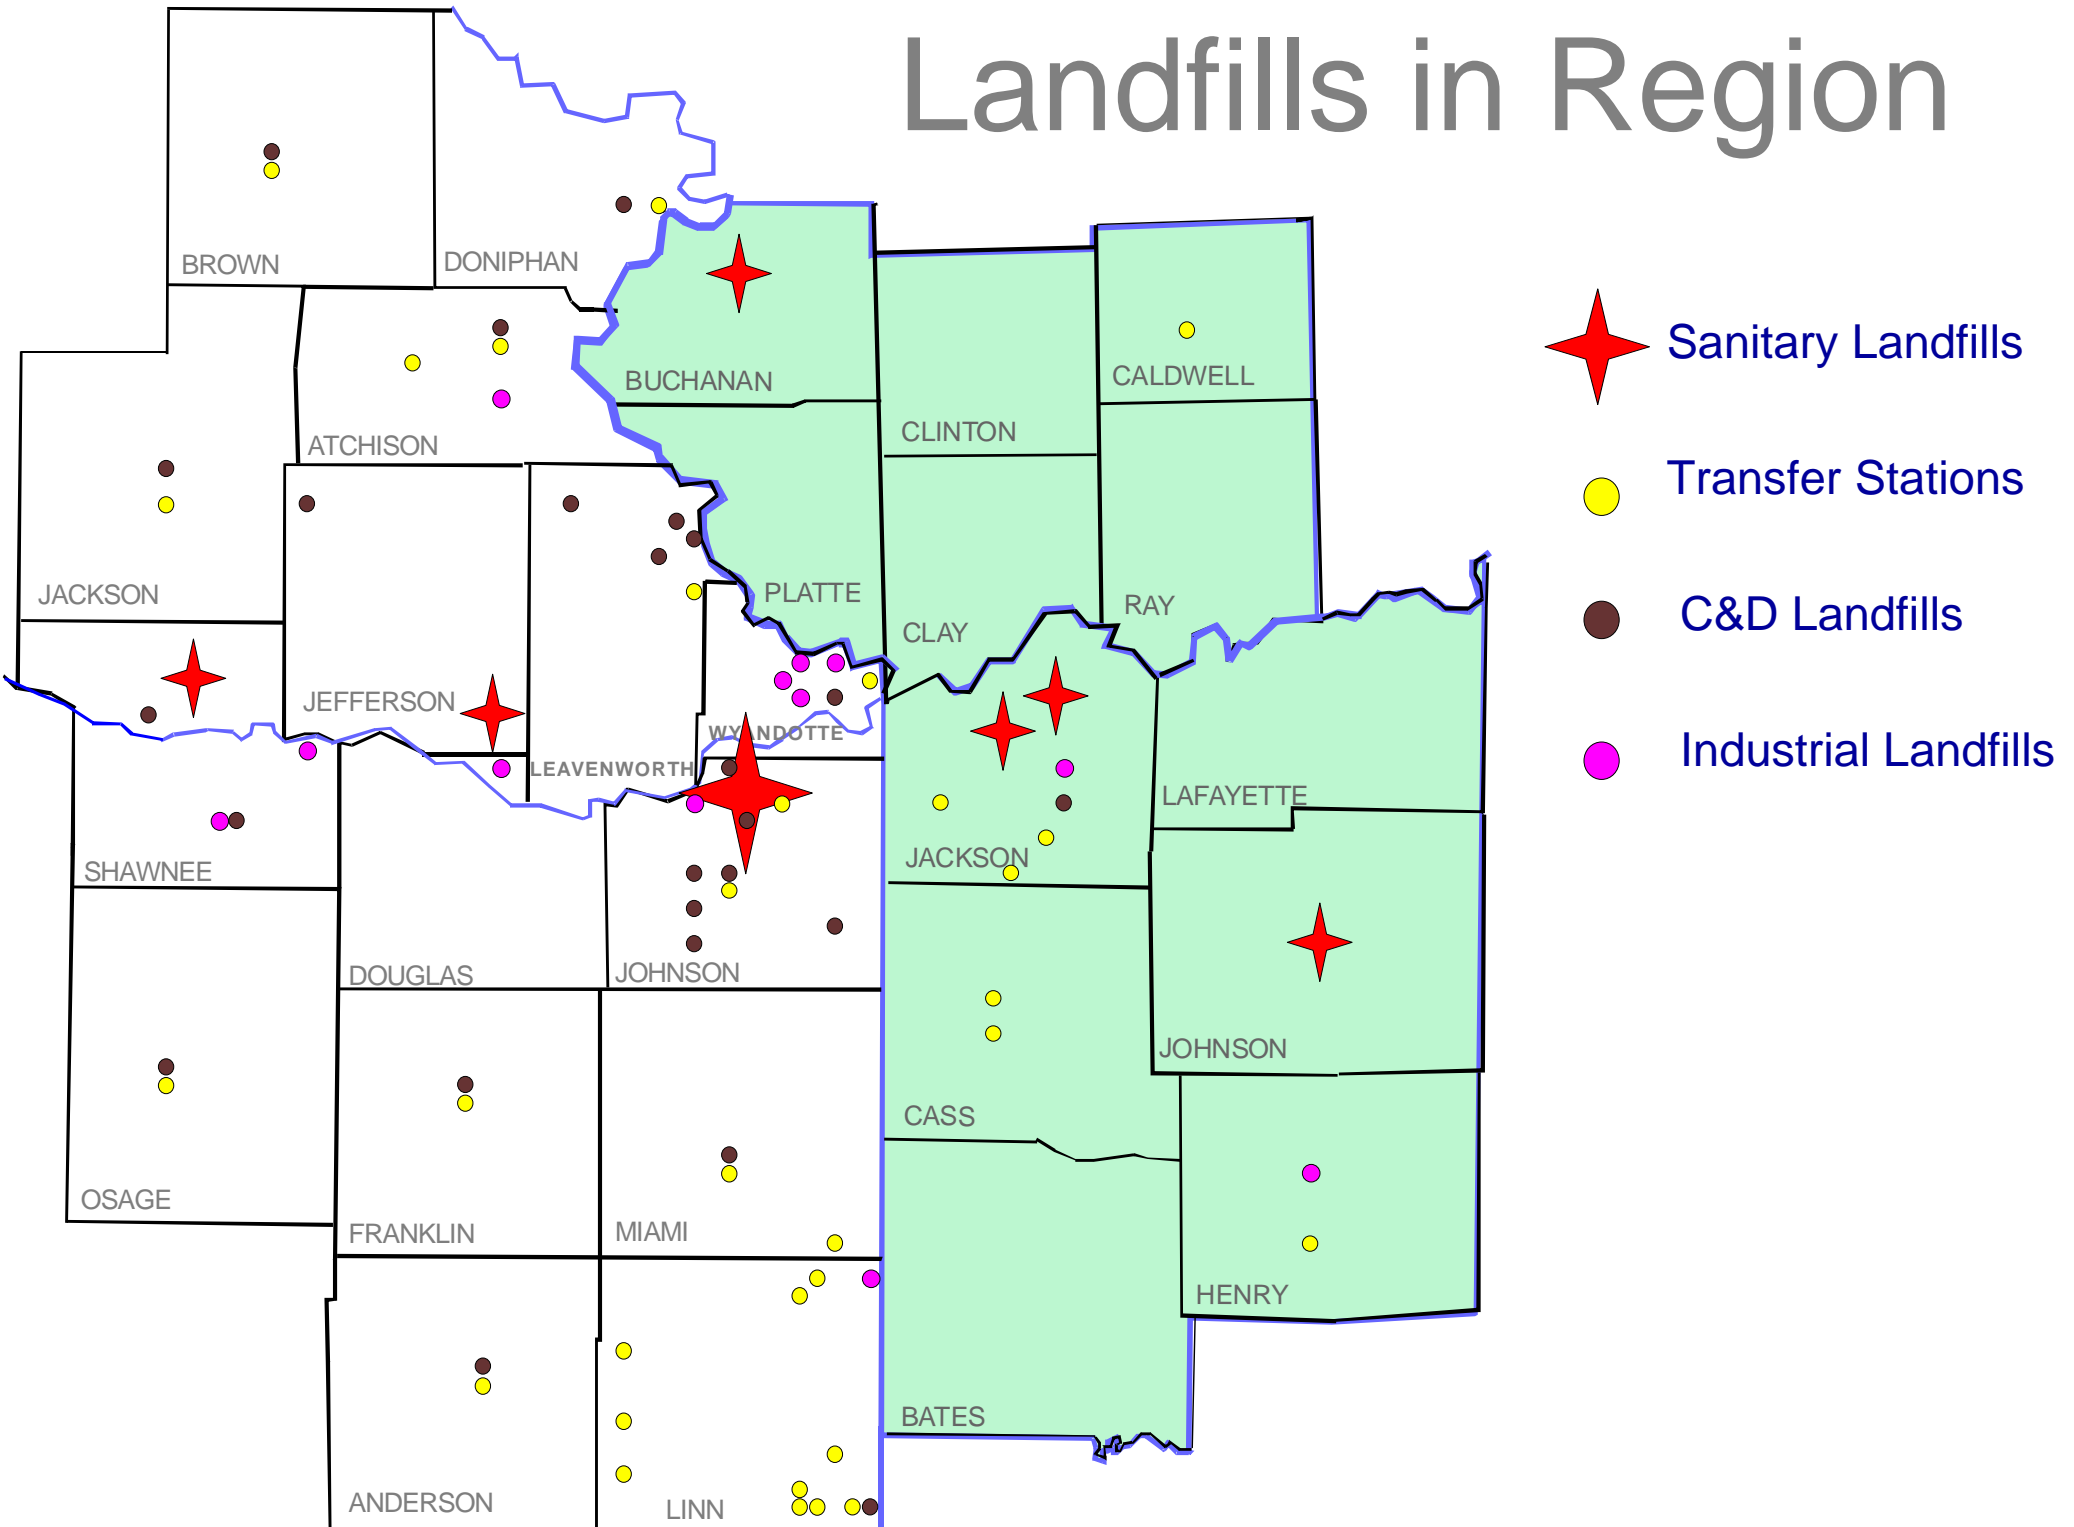 Landfills in Region
BROWN
DONIPHAN
Sanitary Landfills
BUCHANAN
CALDWELL
CLINTON
ATCHISON
Transfer Stations
JACKSON
PLATTE
RAY
C&D Landfills
CLAY
JEFFERSON
WYANDOTTE
Industrial Landfills
LEAVENWORTH
LAFAYETTE
JACKSON
SHAWNEE
DOUGLAS
JOHNSON
JOHNSON
CASS
OSAGE
FRANKLIN
MIAMI
HENRY
BATES
ANDERSON
LINN